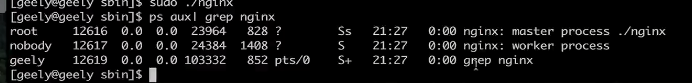 [geely@geely sbin]$ sudo ./nginx
[geely@geely sbin]$ ps aux| grep nginx
root     12616  0.0  0.0  23964   828 ?        Ss   21:27   0:00 nginx: master process ./nginx
nobody   12617  0.0  0.0  24384  1408 ?        S    21:27   0:00 nginx: worker process
geely    12619  0.0  0.0 103332   852 pts/0    S+   21:27   0:00 grep nginx
[geely@geely sbin]$